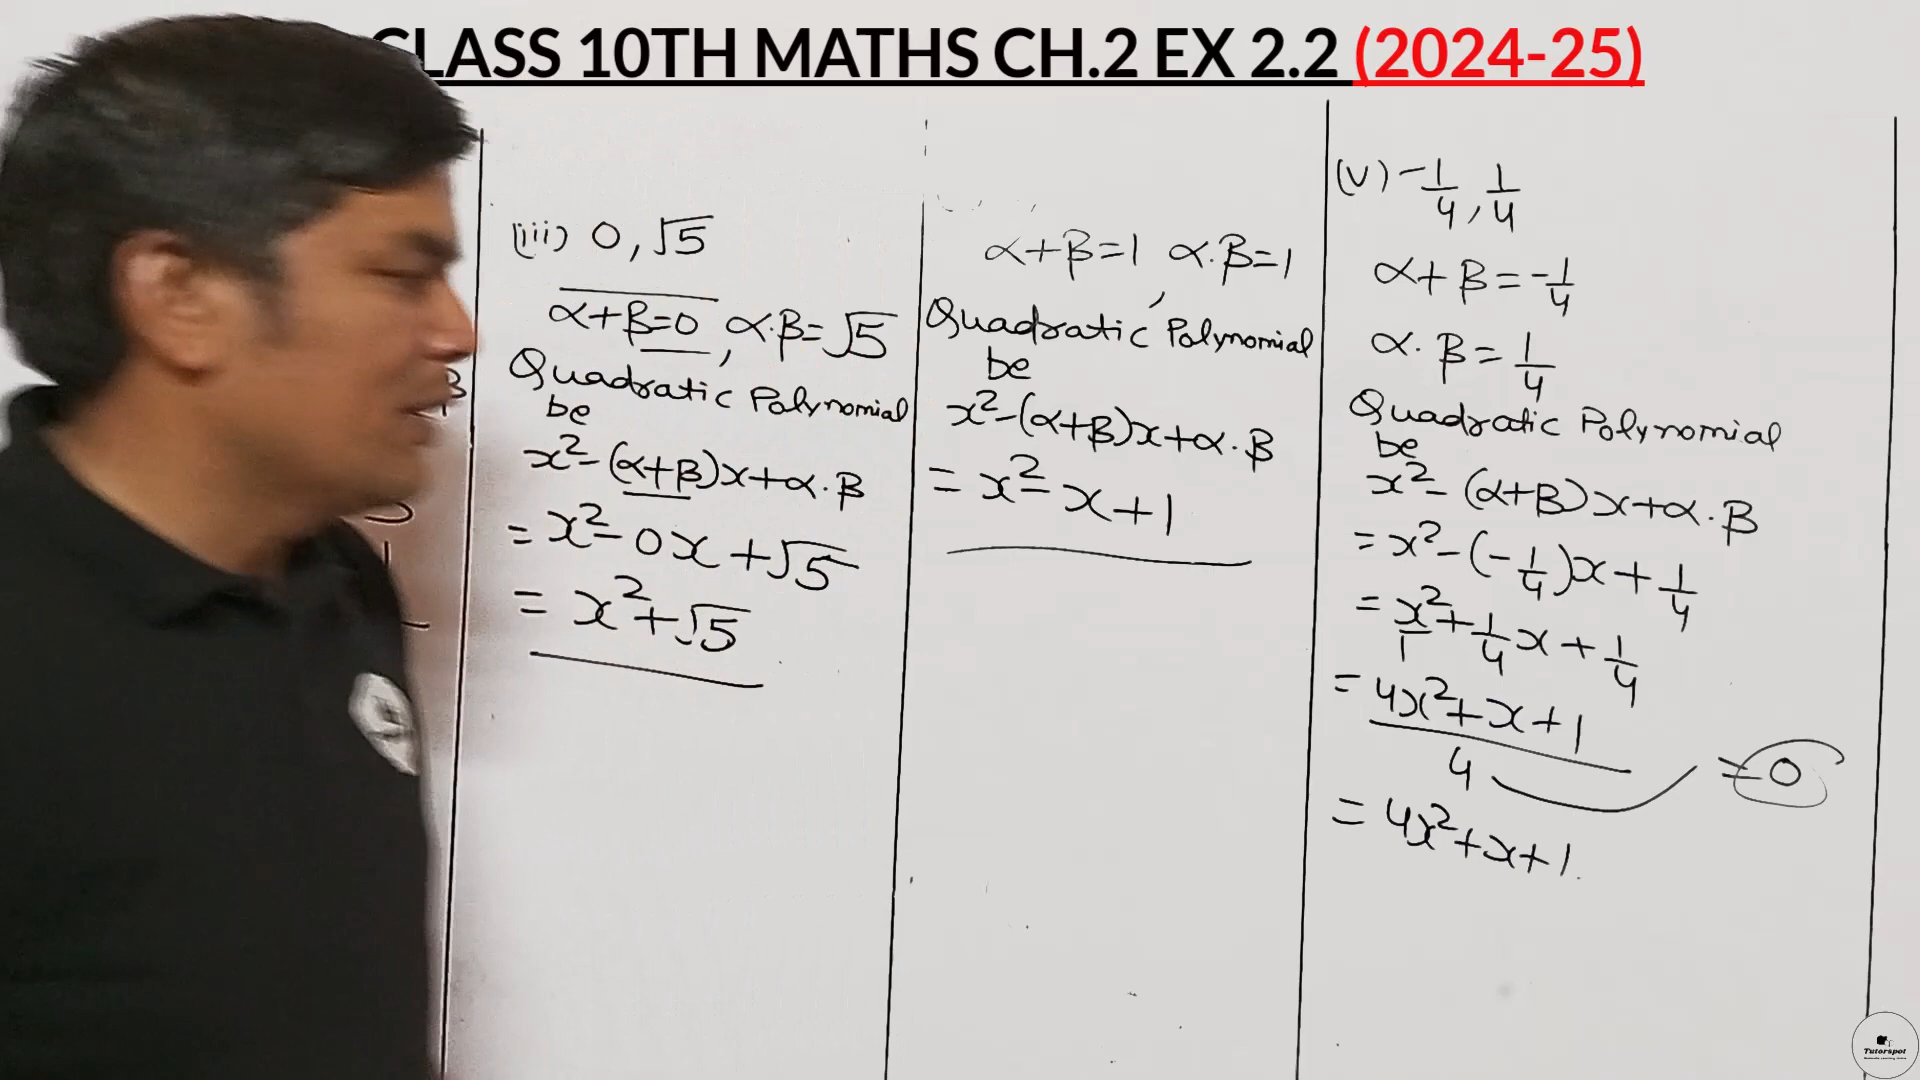 CLASS 10TH MATHS CH.2 EX 2.2 (2024-25)
(iii) 0, √5
α+β=0, α.β=√5
Quadratic Polynomial
be
x²-(α+β)x+α.β
= x²-0x+√5
= x²+√5
α+β=1, α.β=1
Quadratic Polynomial
be
x²-(α+β)x+α.β
= x²-x+1
(V) -1/4, 1/4
α+β=-1/4
α.β=1/4
Quadratic Polynomial
be
x²-(α+β)x+α.β
= x²-(-1/4)x+1/4
= x²/1+1/4x+1/4
= 4x²+x+1/4 =0
= 4x²+x+1.
Tutorspot